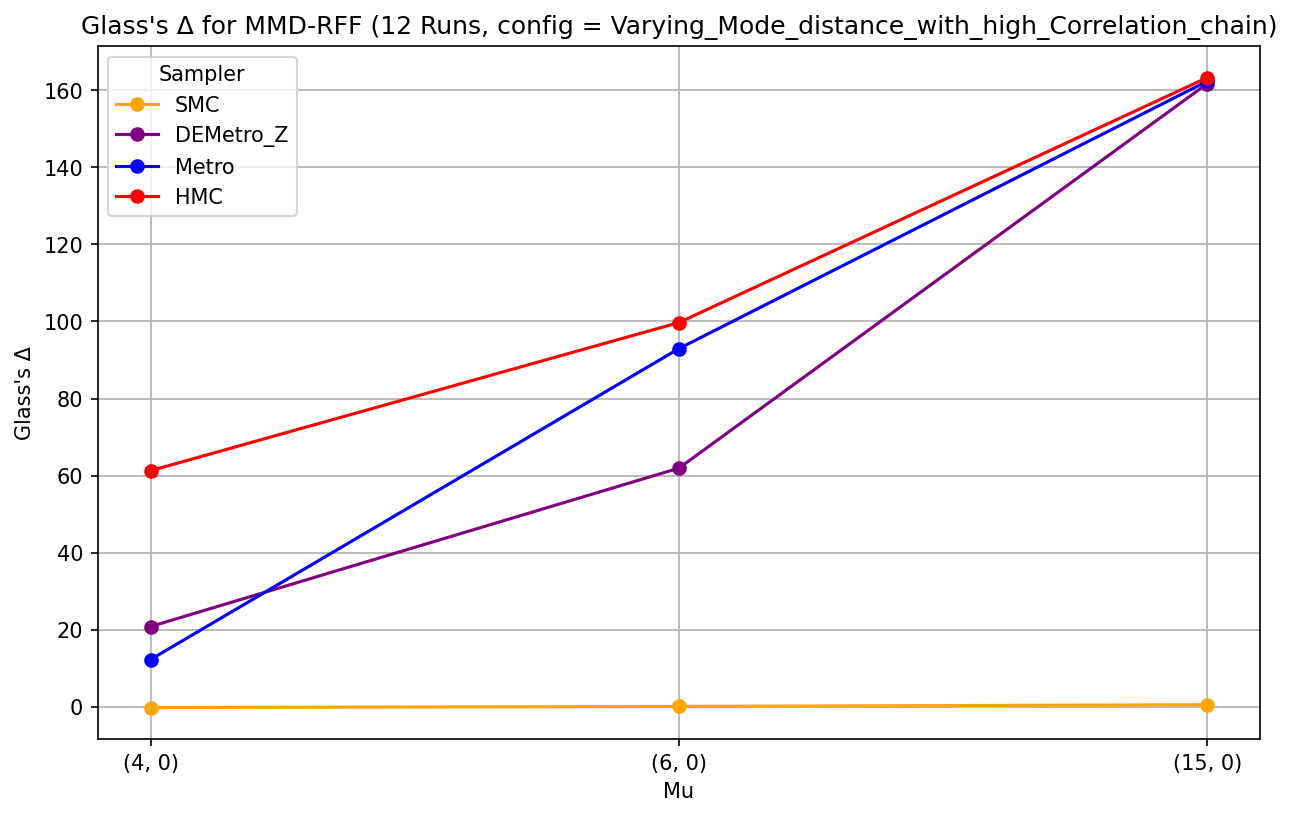 Glass's Δ for MMD-RFF (12 Runs, config = Varying_Mode_distance_with_high_Correlation_chain)
Sampler
SMC
DEMetro_Z
Metro
HMC
160
140
120
100
80
60
40
20
0
Glass's Δ
(4, 0)
(6, 0)
(15, 0)
Mu